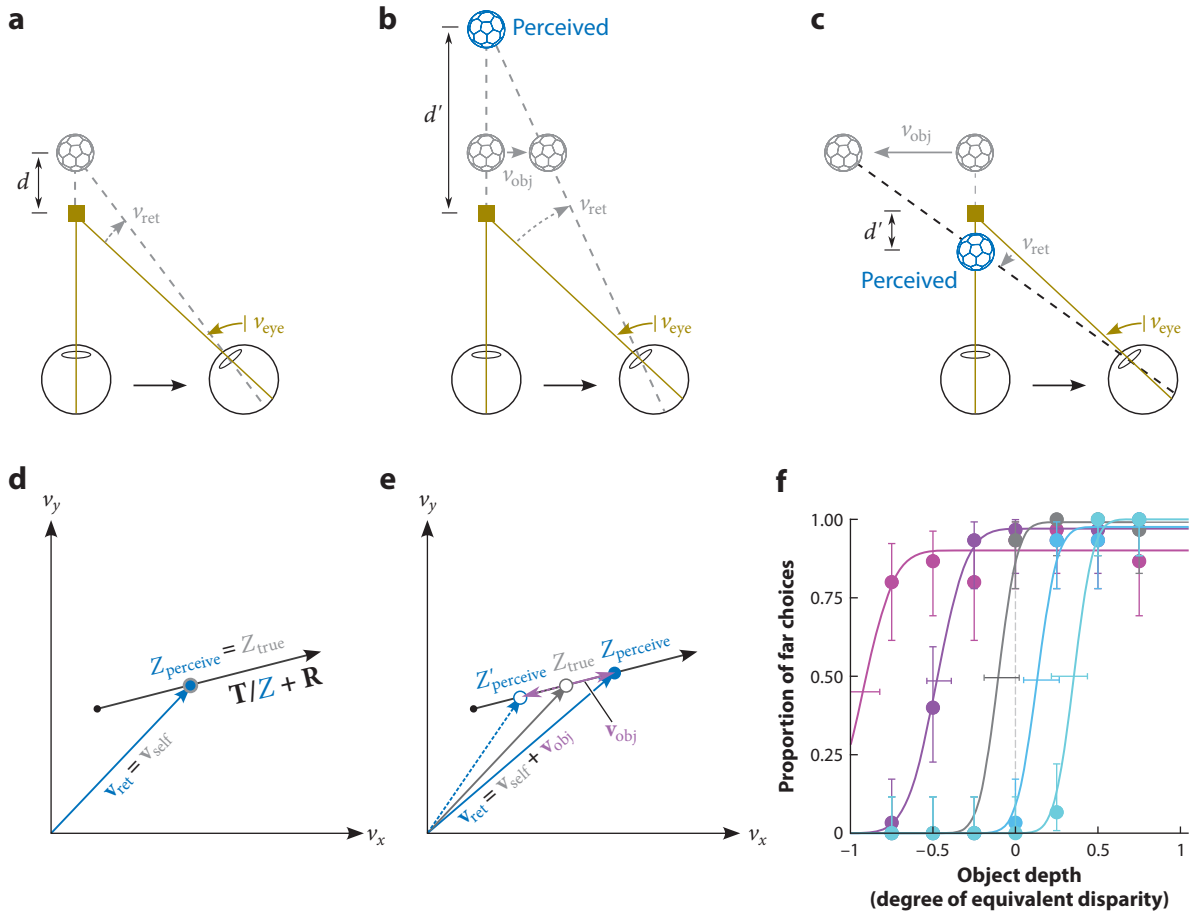 a
d
v_ret
v_eye
b
Perceived
d′
v_obj
v_ret
v_eye
c
v_obj
d′
v_ret
Perceived
v_eye
d
v_y
Z_perceive = Z_true
T/Z + R
v_ret = v_self
v_x
e
v_y
Z′_perceive
Z_true
Z_perceive
v_obj
v_ret = v_self + v_obj
v_x
f
Proportion of far choices
1.00
0.75
0.50
0.25
0
–1
–0.5
0
0.5
1
Object depth
(degree of equivalent disparity)